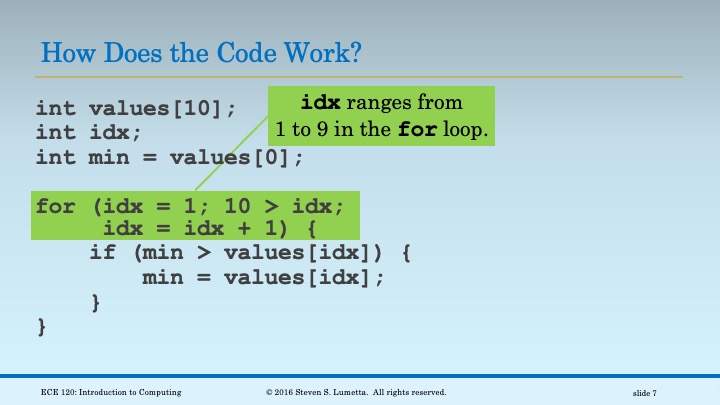 How Does the Code Work?
int values[10];
int idx;
int min = values[0];
idx ranges from
1 to 9 in the for loop.
for (idx = 1; 10 > idx;
     idx = idx + 1) {
    if (min > values[idx]) {
        min = values[idx];
    }
}
ECE 120: Introduction to Computing
© 2016 Steven S. Lumetta.  All rights reserved.
slide 7